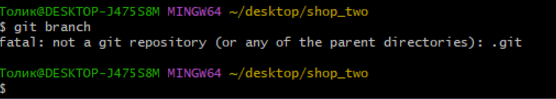 Толик@DESKTOP-J475S8M MINGW64 ~/desktop/shop_two
$ git branch
fatal: not a git repository (or any of the parent directories): .git
Толик@DESKTOP-J475S8M MINGW64 ~/desktop/shop_two
$